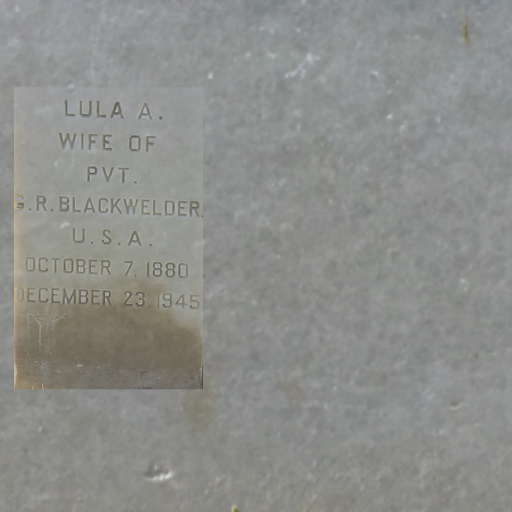 LULA A.
WIFE OF
PVT.
G.R.BLACKWELDER.
U.S.A.
OCTOBER 7, 1880
DECEMBER 23, 1945